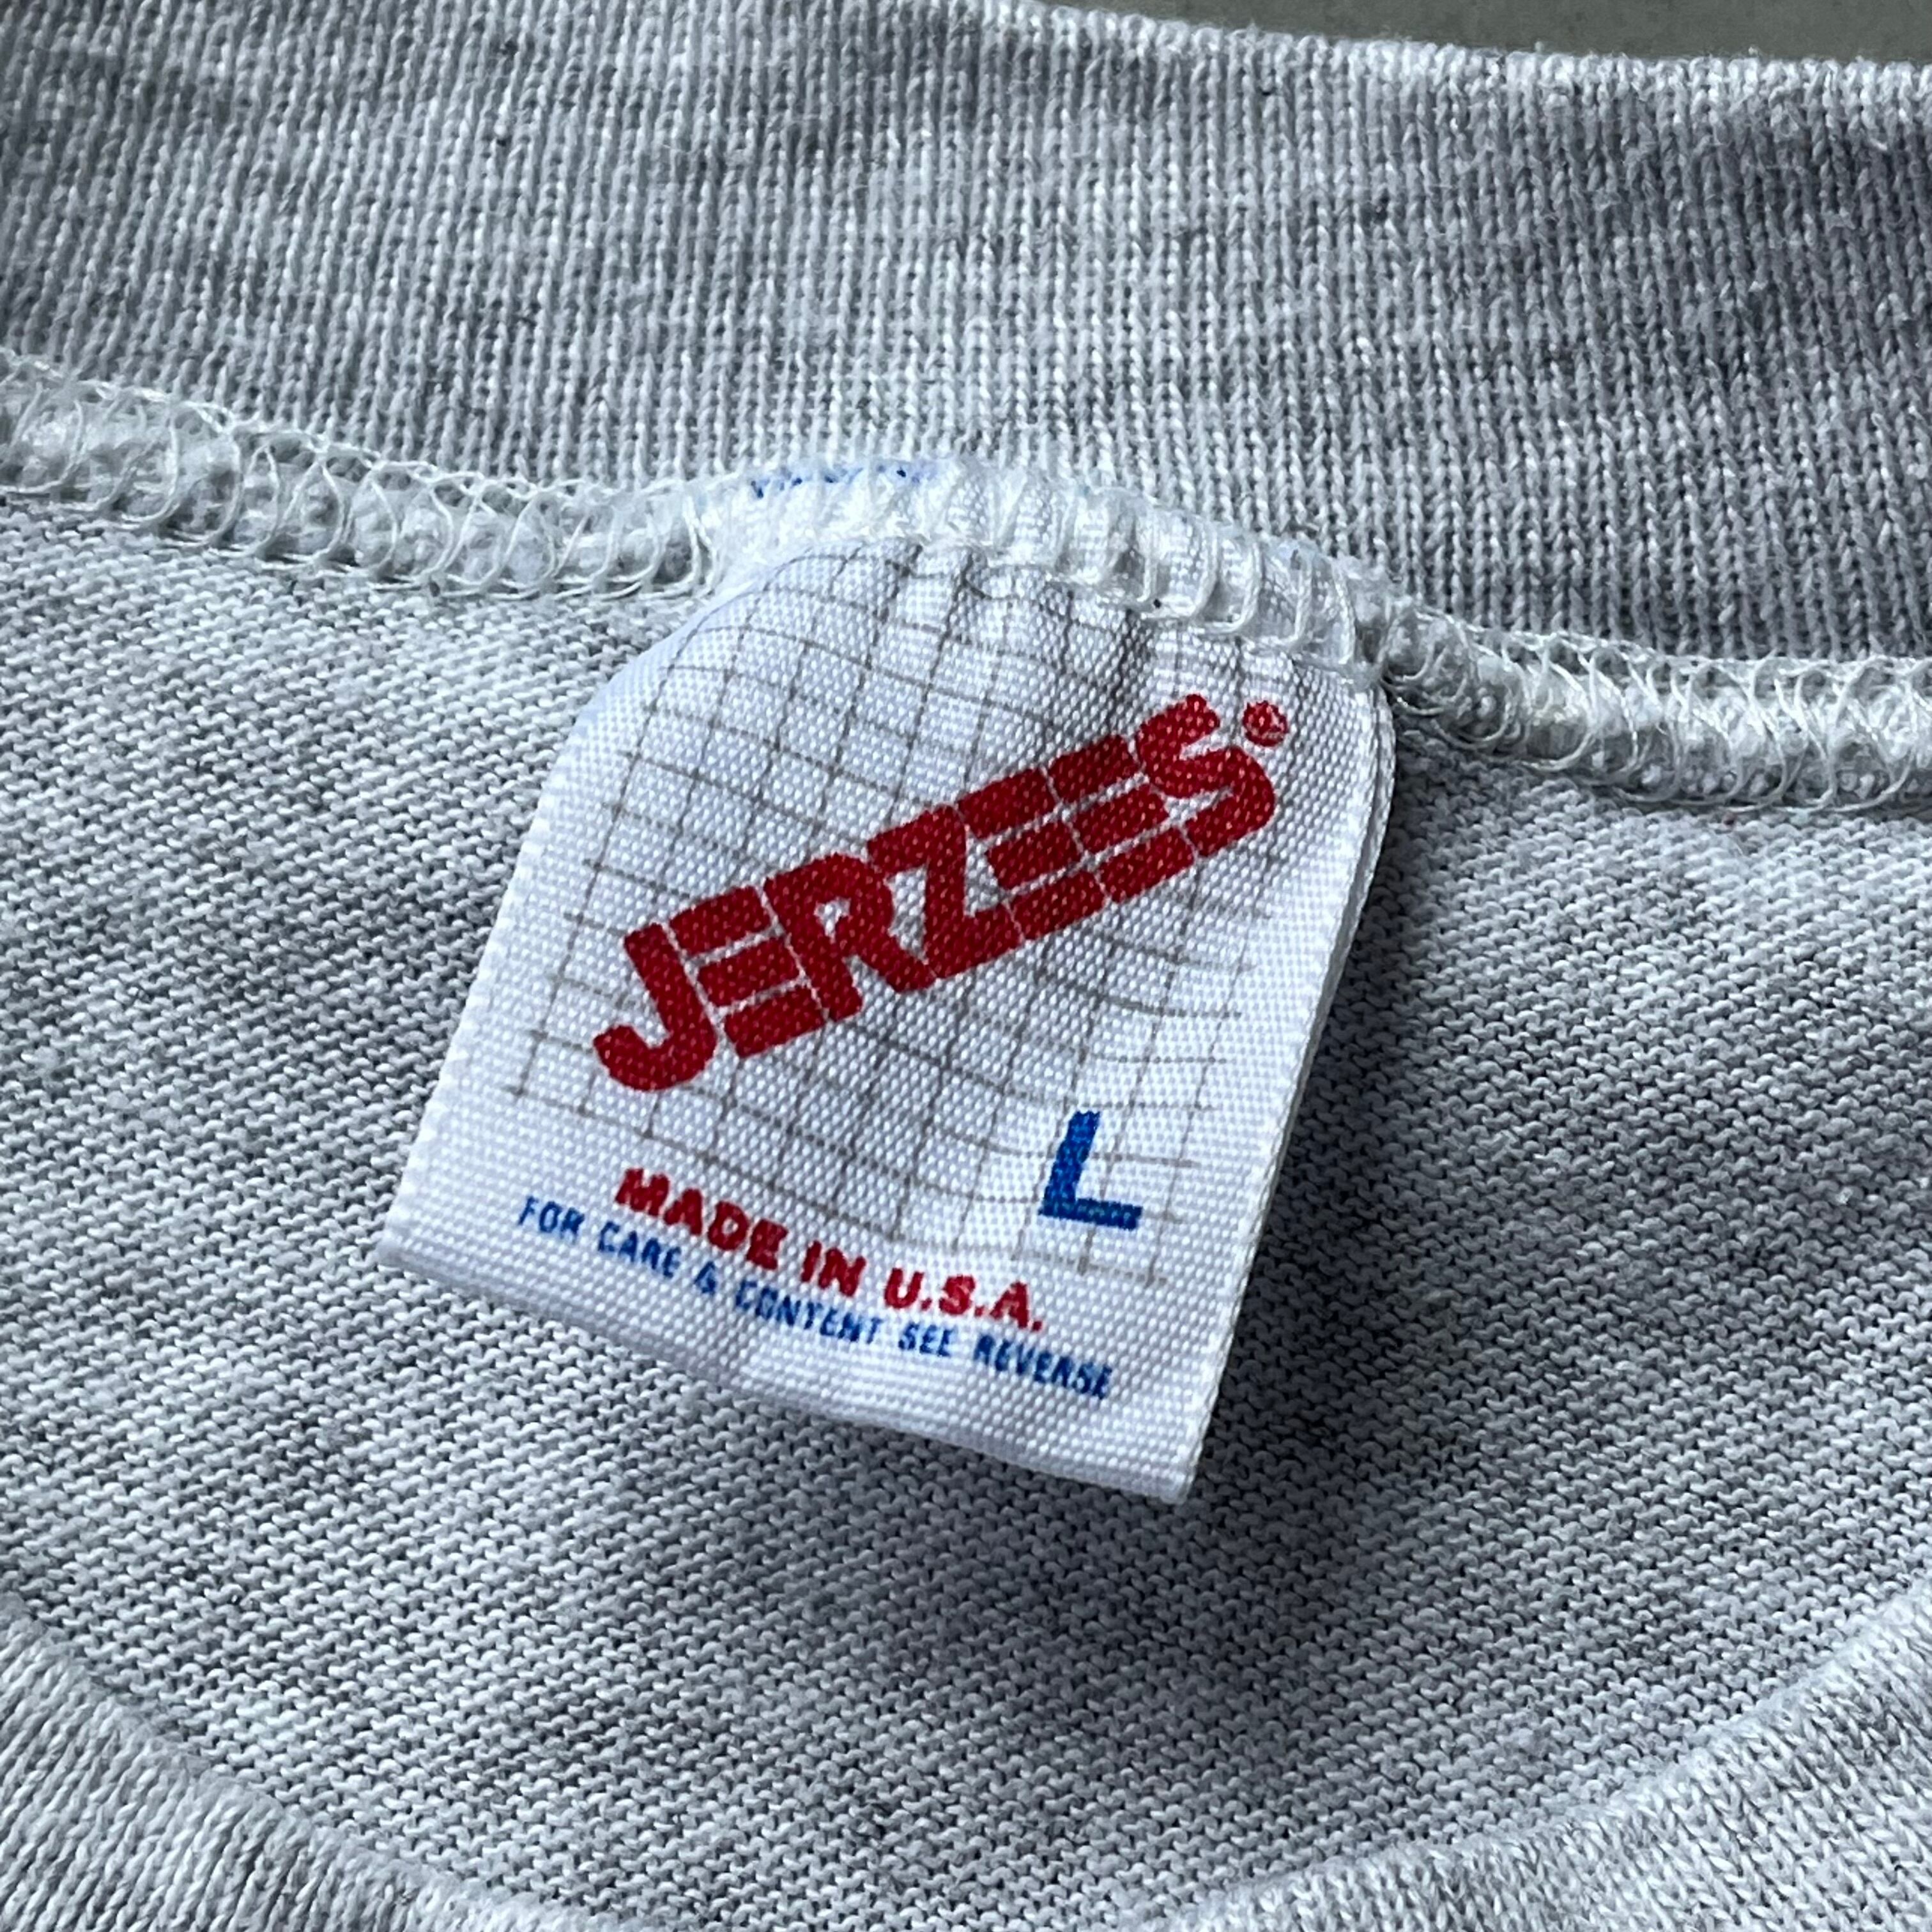 JERZEES®
L
MADE IN U.S.A.
FOR CARE & CONTENT SEE REVERSE